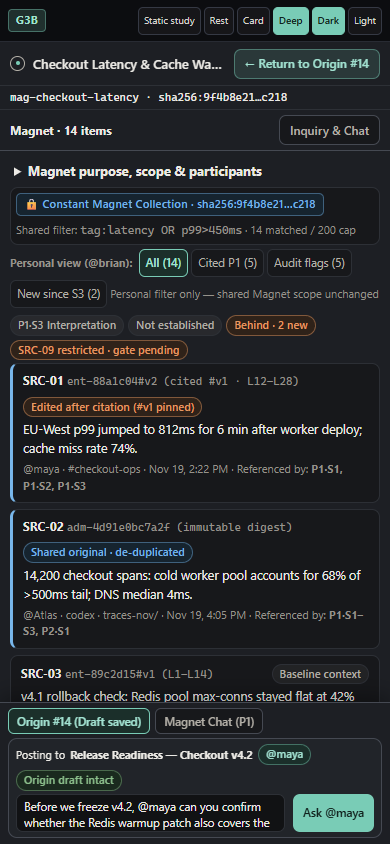 G3B
Static study
Rest
Card
Deep
Dark
Light
Checkout Latency & Cache Wa...
← Return to Origin #14
mag-checkout-latency · sha256:9f4b8e21…c218
Magnet · 14 items
Inquiry & Chat
▶ Magnet purpose, scope & participants
🔒 Constant Magnet Collection · sha256:9f4b8e21…c218
Shared filter: tag:latency OR p99>450ms · 14 matched / 200 cap
Personal view (@brian):
All (14)
Cited P1 (5)
Audit flags (5)
New since S3 (2)
Personal filter only — shared Magnet scope unchanged
P1·S3 Interpretation
Not established
Behind · 2 new
SRC-09 restricted · gate pending
SRC-01 ent-88a1c04#v2 (cited #v1 · L12–L28)
Edited after citation (#v1 pinned)
EU-West p99 jumped to 812ms for 6 min after worker deploy;
cache miss rate 74%.
@maya · #checkout-ops · Nov 19, 2:22 PM · Referenced by: P1·S1,
P1·S2, P1·S3
SRC-02 adm-4d91e0bc7a2f (immutable digest)
Shared original · de-duplicated
14,200 checkout spans: cold worker pool accounts for 68% of
>500ms tail; DNS median 4ms.
@Atlas · codex · traces-nov/ · Nov 19, 4:05 PM · Referenced by: P1·S1–
S3, P2·S1
SRC-03 ent-89c2d15#v1 (L1–L14)
Baseline context
v4.1 rollback check: Redis pool max-conns stayed flat at 42%
Origin #14 (Draft saved)
Magnet Chat (P1)
Posting to Release Readiness — Checkout v4.2
@maya
Origin draft intact
Before we freeze v4.2, @maya can you confirm
whether the Redis warmup patch also covers the
Ask @maya